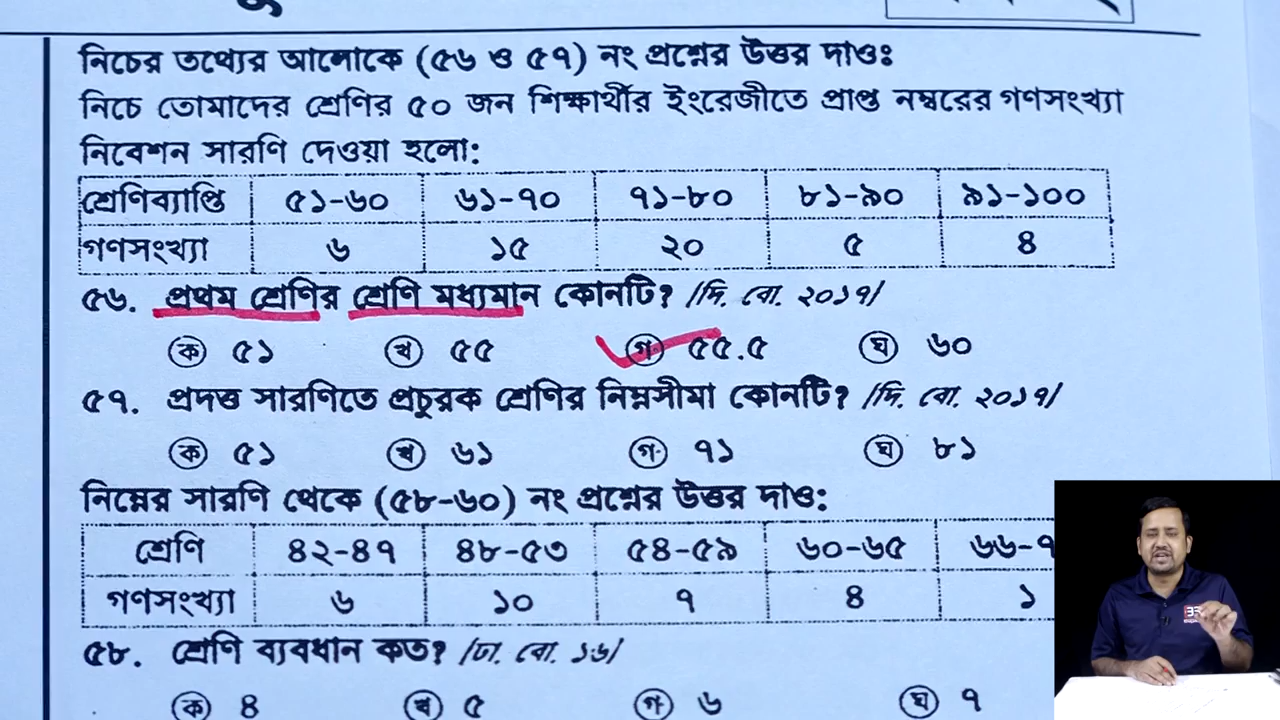 নিচের তথ্যের আলোকে (৫৬ ও ৫৭) নং প্রশ্নের উত্তর দাওঃ
নিচে তোমাদের শ্রেণির ৫০ জন শিক্ষার্থীর ইংরেজীতে প্রাপ্ত নম্বরের গণসংখ্যা
নিবেশন সারণি দেওয়া হলো:
শ্রেণিব্যাপ্তি ৫১-৬০ ৬১-৭০ ৭১-৮০ ৮১-৯০ ৯১-১০০
গণসংখ্যা ৬ ১৫ ২০ ৫ ৪
৫৬. প্রথম শ্রেণির শ্রেণি মধ্যমান কোনটি? /দি. বো. ২০১৭/
ক ৫১ খ ৫৫ গ ৫৫.৫ ঘ ৬০
৫৭. প্রদত্ত সারণিতে প্রচুরক শ্রেণির নিম্নসীমা কোনটি? /দি. বো. ২০১৭/
ক ৫১ খ ৬১ গ ৭১ ঘ ৮১
নিম্নের সারণি থেকে (৫৮-৬০) নং প্রশ্নের উত্তর দাও:
শ্রেণি ৪২-৪৭ ৪৮-৫৩ ৫৪-৫৯ ৬০-৬৫ ৬৬-৭
গণসংখ্যা ৬ ১০ ৭ ৪ ১
৫৮. শ্রেণি ব্যবধান কত? /ঢা. বো. ১৬/
ক ৪ খ ৫ গ ৬ ঘ ৭